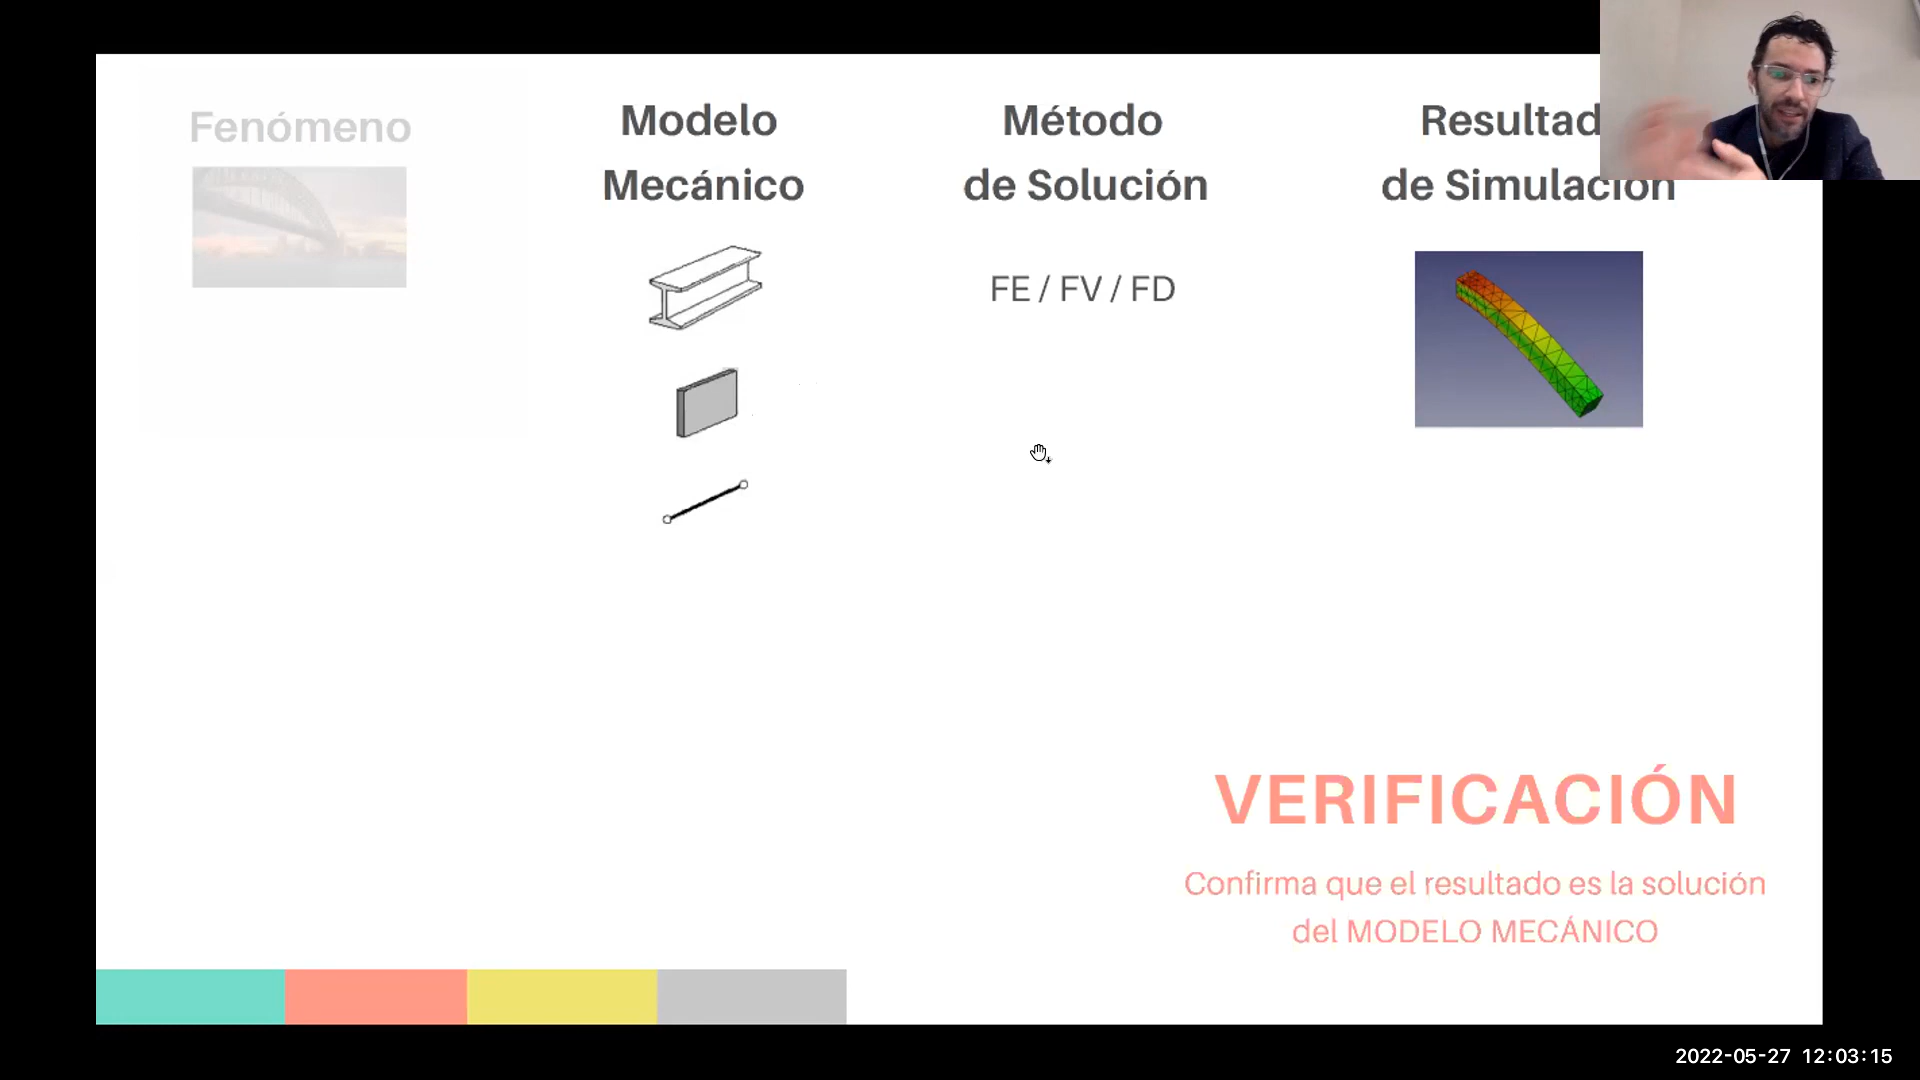 Fenómeno
Modelo
Mecánico
Método
de Solución
FE / FV / FD
Resultad
de Simulación
VERIFICACIÓN
Confirma que el resultado es la solución
del MODELO MECÁNICO
2022-05-27 12:03:15